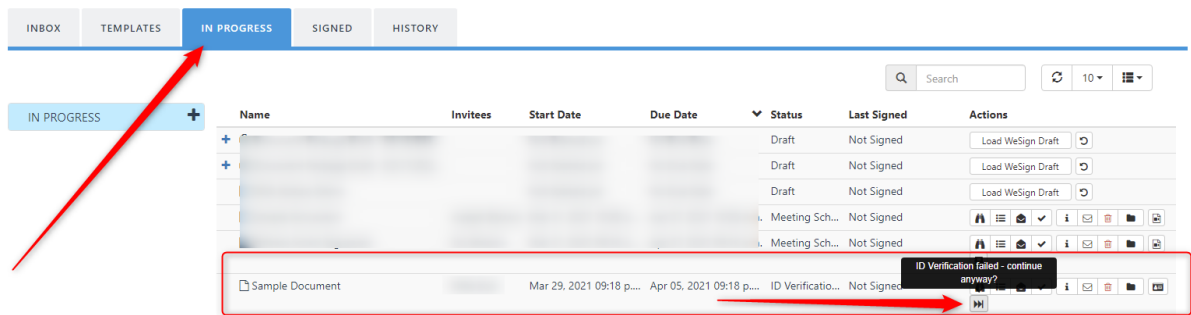 INBOX TEMPLATES IN PROGRESS SIGNED HISTORY
Search 10
IN PROGRESS
Name Invitees Start Date Due Date Status Last Signed Actions
Draft Not Signed Load WeSign Draft
Draft Not Signed Load WeSign Draft
Draft Not Signed Load WeSign Draft
Meeting Sch... Not Signed
Meeting Sch... Not Signed
ID Verification failed - continue
anyway?
Sample Document Mar 29, 2021 09:18 p.... Apr 05, 2021 09:18 p.... ID Verificatio... Not Signed